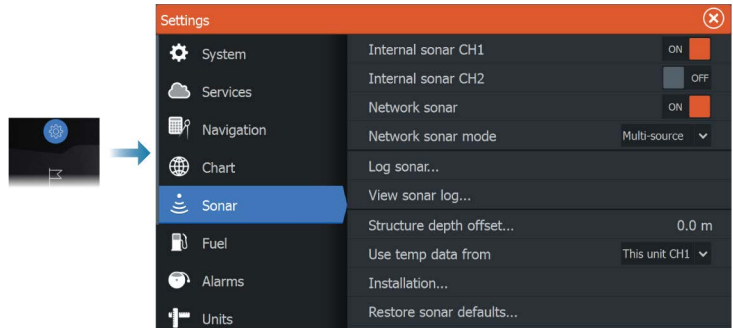 Settings
System
Services
Navigation
Chart
Sonar
Fuel
Alarms
Units
Internal sonar CH1 ON
Internal sonar CH2 OFF
Network sonar ON
Network sonar mode Multi-source
Log sonar...
View sonar log...
Structure depth offset... 0.0 m
Use temp data from This unit CH1
Installation...
Restore sonar defaults...